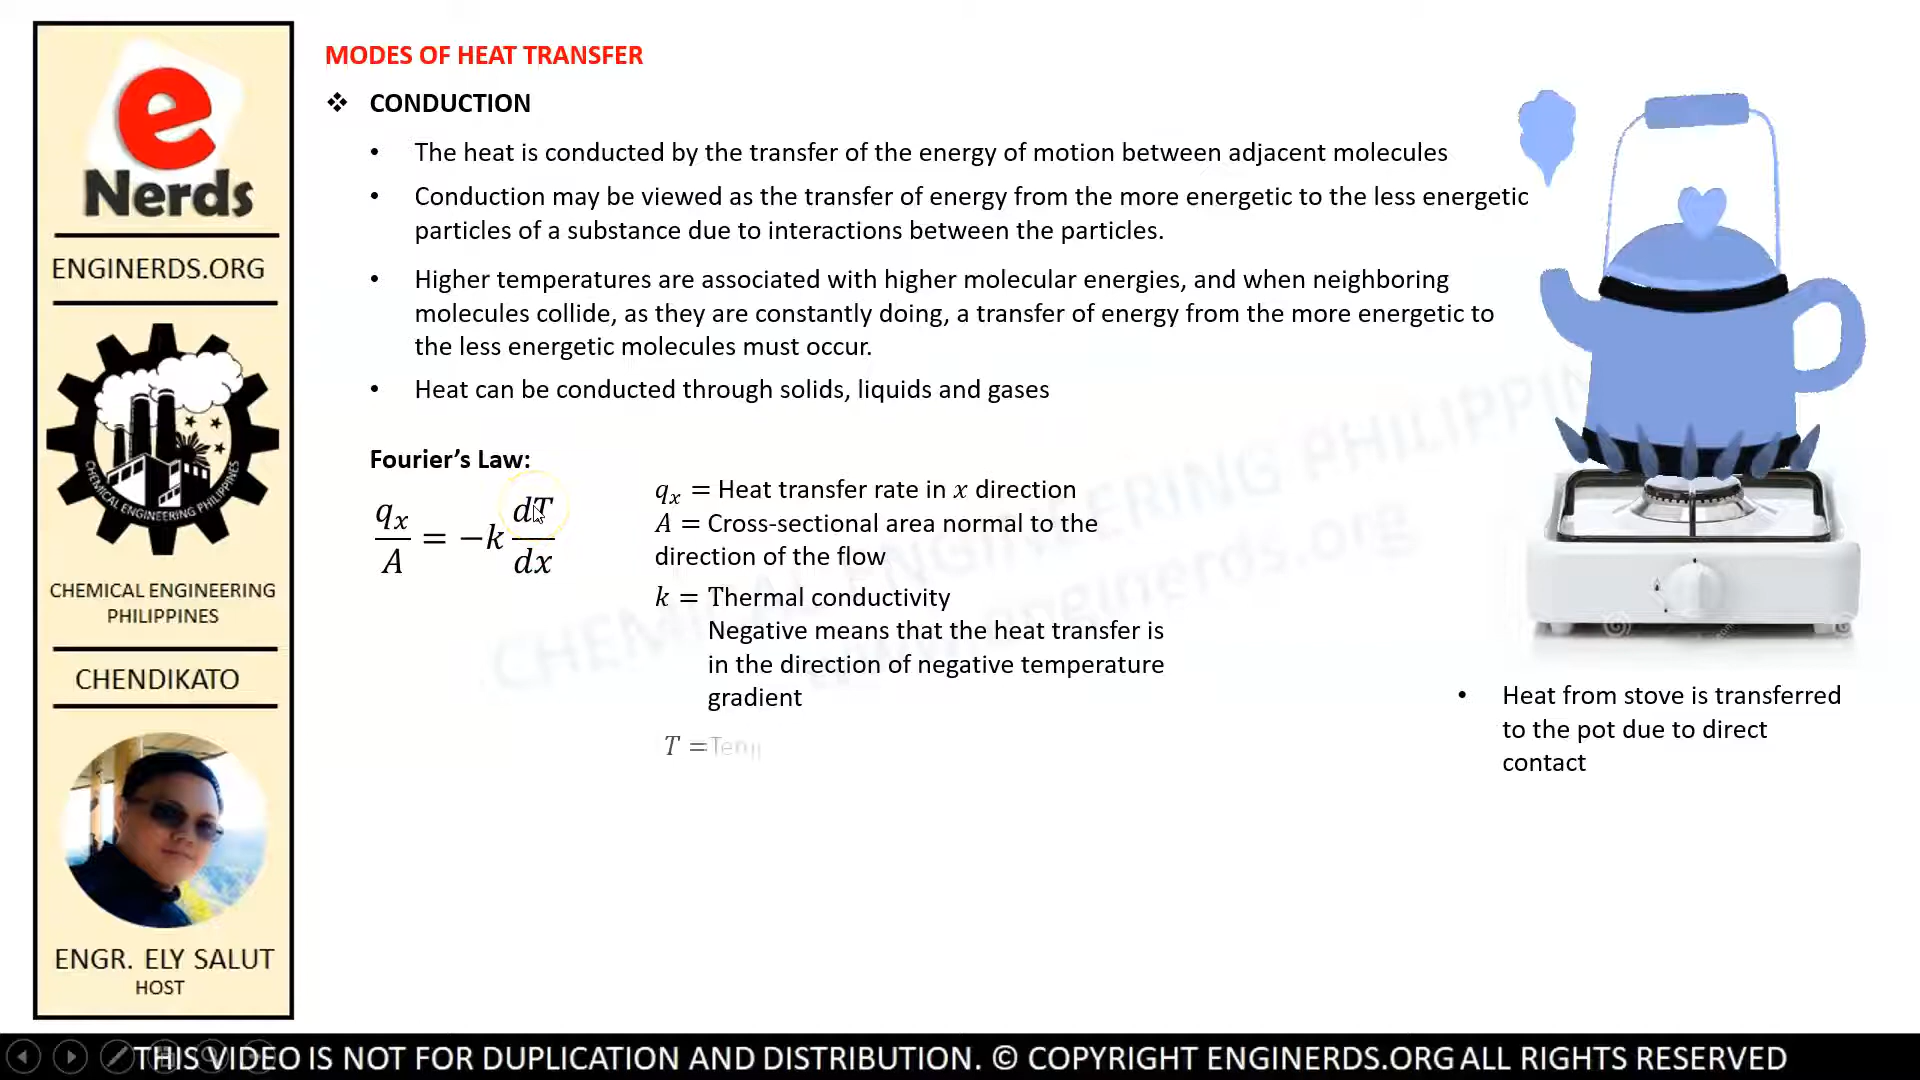 e
Nerds
ENGINERDS.ORG
CHEMICAL ENGINEERING PHILIPPINES
CHEMICAL ENGINEERING
PHILIPPINES
CHENDIKATO
ENGR. ELY SALUT
HOST
MODES OF HEAT TRANSFER
❖ CONDUCTION
• The heat is conducted by the transfer of the energy of motion between adjacent molecules
• Conduction may be viewed as the transfer of energy from the more energetic to the less energetic
particles of a substance due to interactions between the particles.
• Higher temperatures are associated with higher molecular energies, and when neighboring
molecules collide, as they are constantly doing, a transfer of energy from the more energetic to
the less energetic molecules must occur.
• Heat can be conducted through solids, liquids and gases
Fourier's Law:
qₓ/A = −k dT/dx
qₓ = Heat transfer rate in x direction
A = Cross-sectional area normal to the
direction of the flow
k = Thermal conductivity
Negative means that the heat transfer is
in the direction of negative temperature
gradient
T =
CHEMICAL ENGINEERING PHILIPPIN
www.enginerds.org
• Heat from stove is transferred
to the pot due to direct
contact
THIS VIDEO IS NOT FOR DUPLICATION AND DISTRIBUTION. © COPYRIGHT ENGINERDS.ORG ALL RIGHTS RESERVED